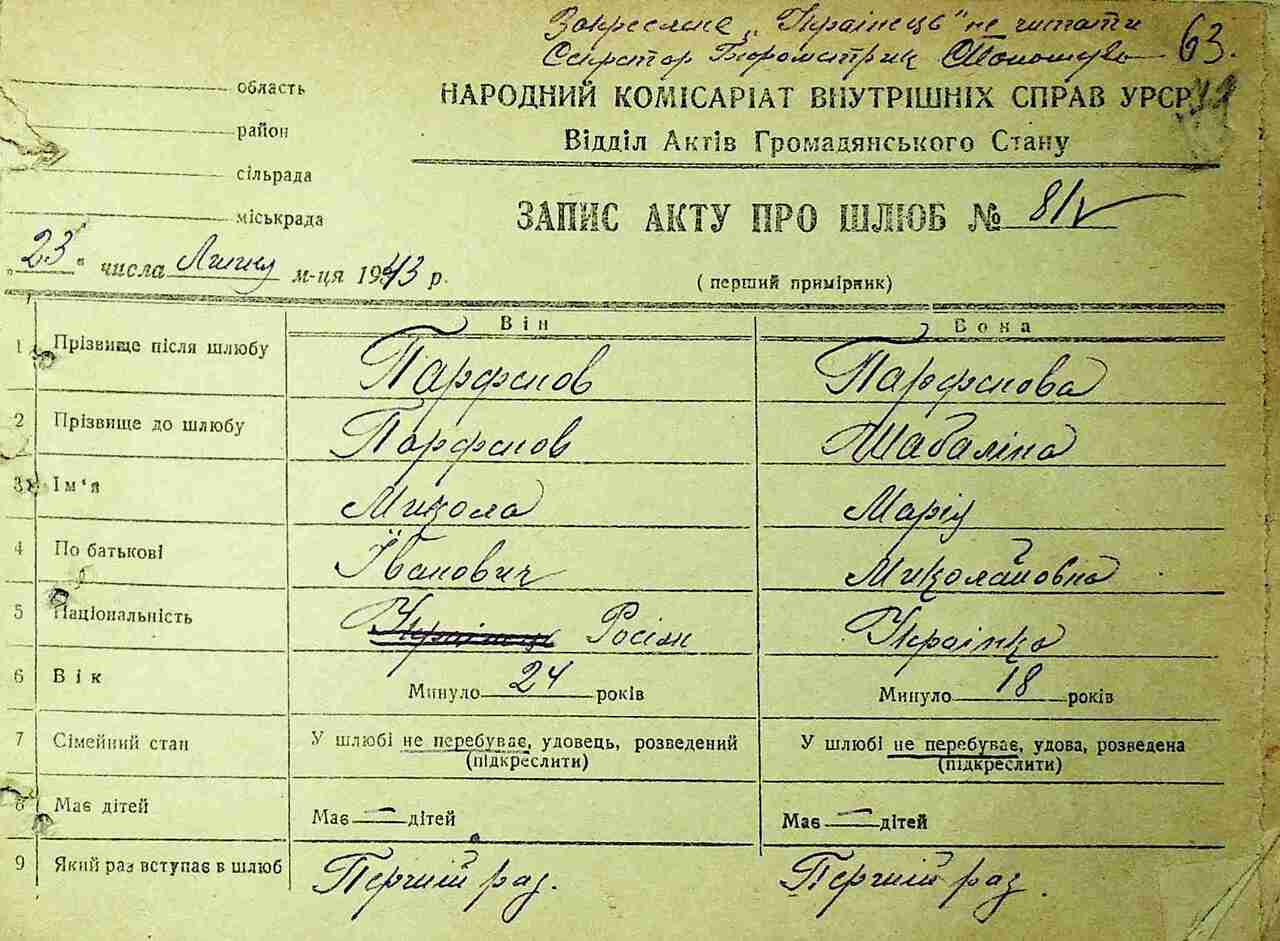 Закреслене „Українець" не читати
Секретар 63.
область
НАРОДНИЙ КОМІСАРІАТ ВНУТРІШНІХ СПРАВ УРСР
район
Відділ Актів Громадянського Стану
сільрада
міськрада
ЗАПИС АКТУ ПРО ШЛЮБ № 81
„23" числа Липня м-ця 1943 р.
( перший примірник)
Він Вона
1 Прізвище після шлюбу Парфенов Парфенова
2 Прізвище до шлюбу Парфенов Шабаліна
3 Ім'я Микола Марія
4 По батькові Іванович Миколайовна
5 Національність Українець Росіян Українка
6 Вік Минуло 24 років Минуло 18 років
7 Сімейний стан У шлюбі не перебуває, удовець, розведений У шлюбі не перебуває, удова, розведена
(підкреслити) (підкреслити)
8 Має дітей Має — дітей Має — дітей
9 Який раз вступає в шлюб Перший раз. Перший раз.